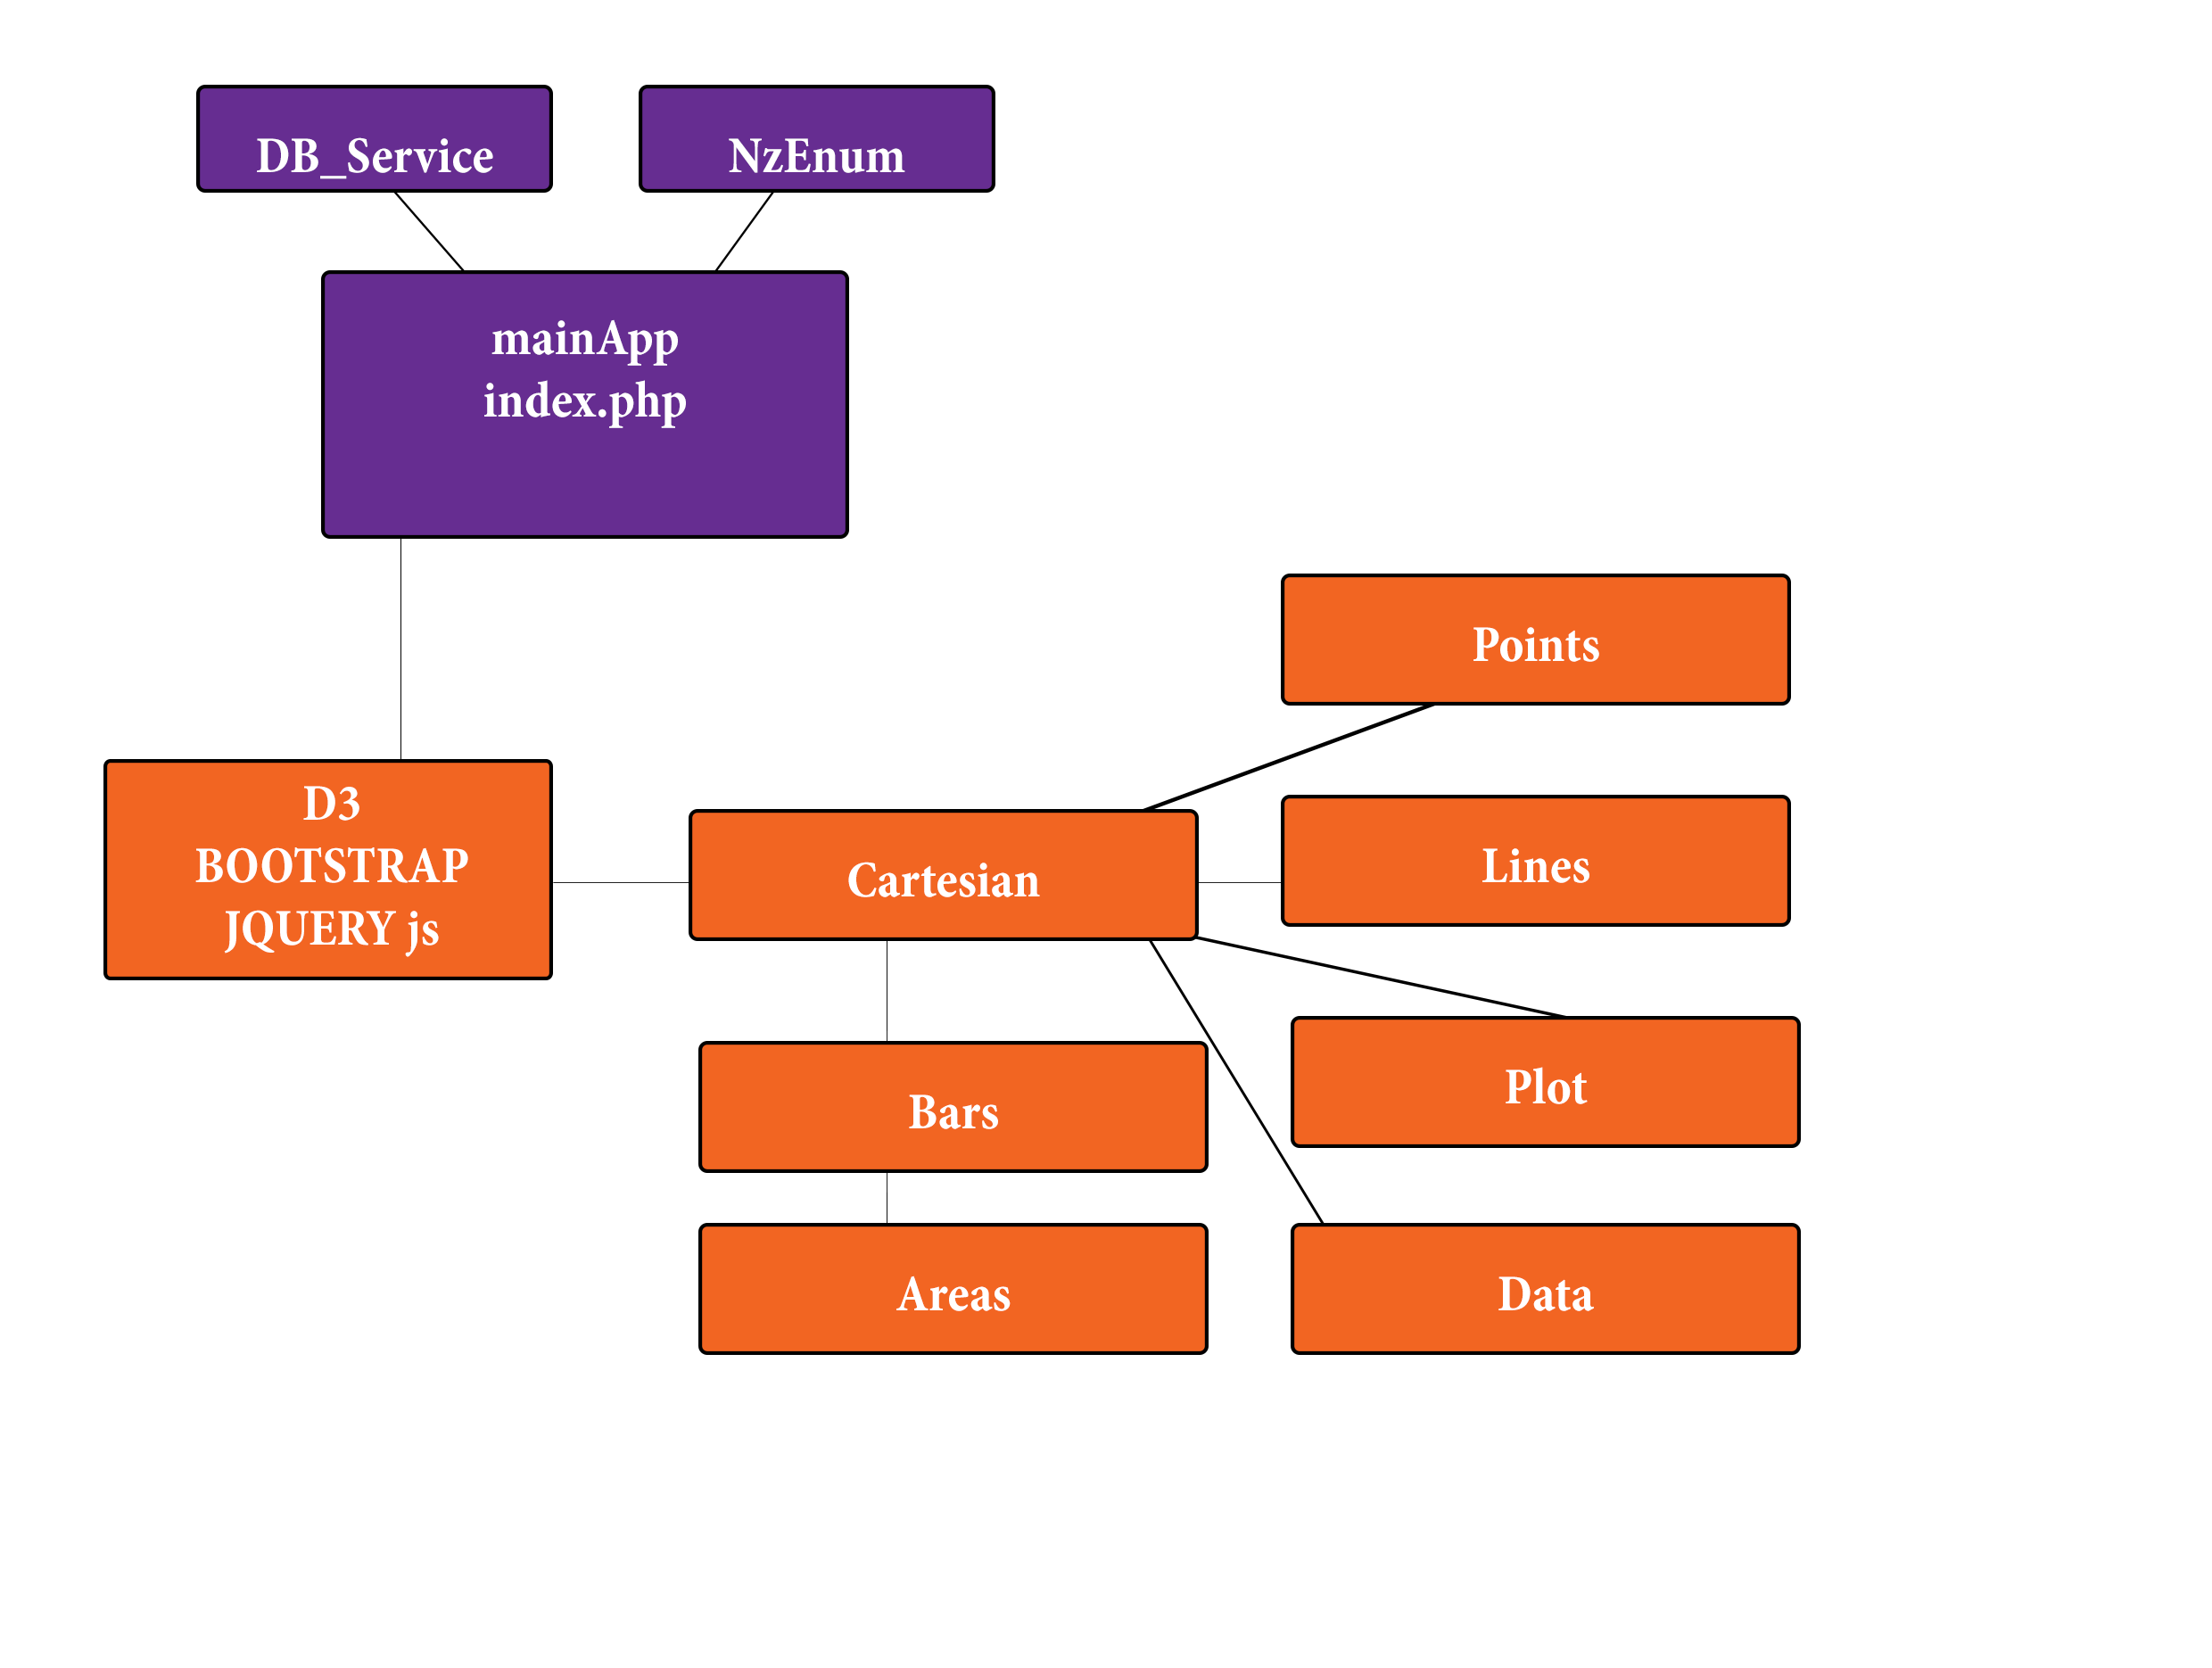 DB_Service
NzEnum
mainApp
index.php
Points
D3
BOOTSTRAP
JQUERY js
Cartesian
Lines
Bars
Plot
Areas
Data